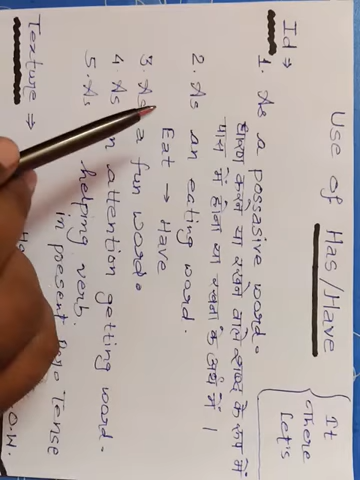 Use of Has/Have
It
There
Let's
Id ⇒
1. As a possasive word.
धारण करने या रखने वाले शब्द के रूप में
पास में होना या रखने के अर्थ में ।
2. As an eating word.
Eat → Have
3. As a fun word.
4. As an attention getting word.
5. As helping verb.
in present Tense
Texture ⇒
O.W.